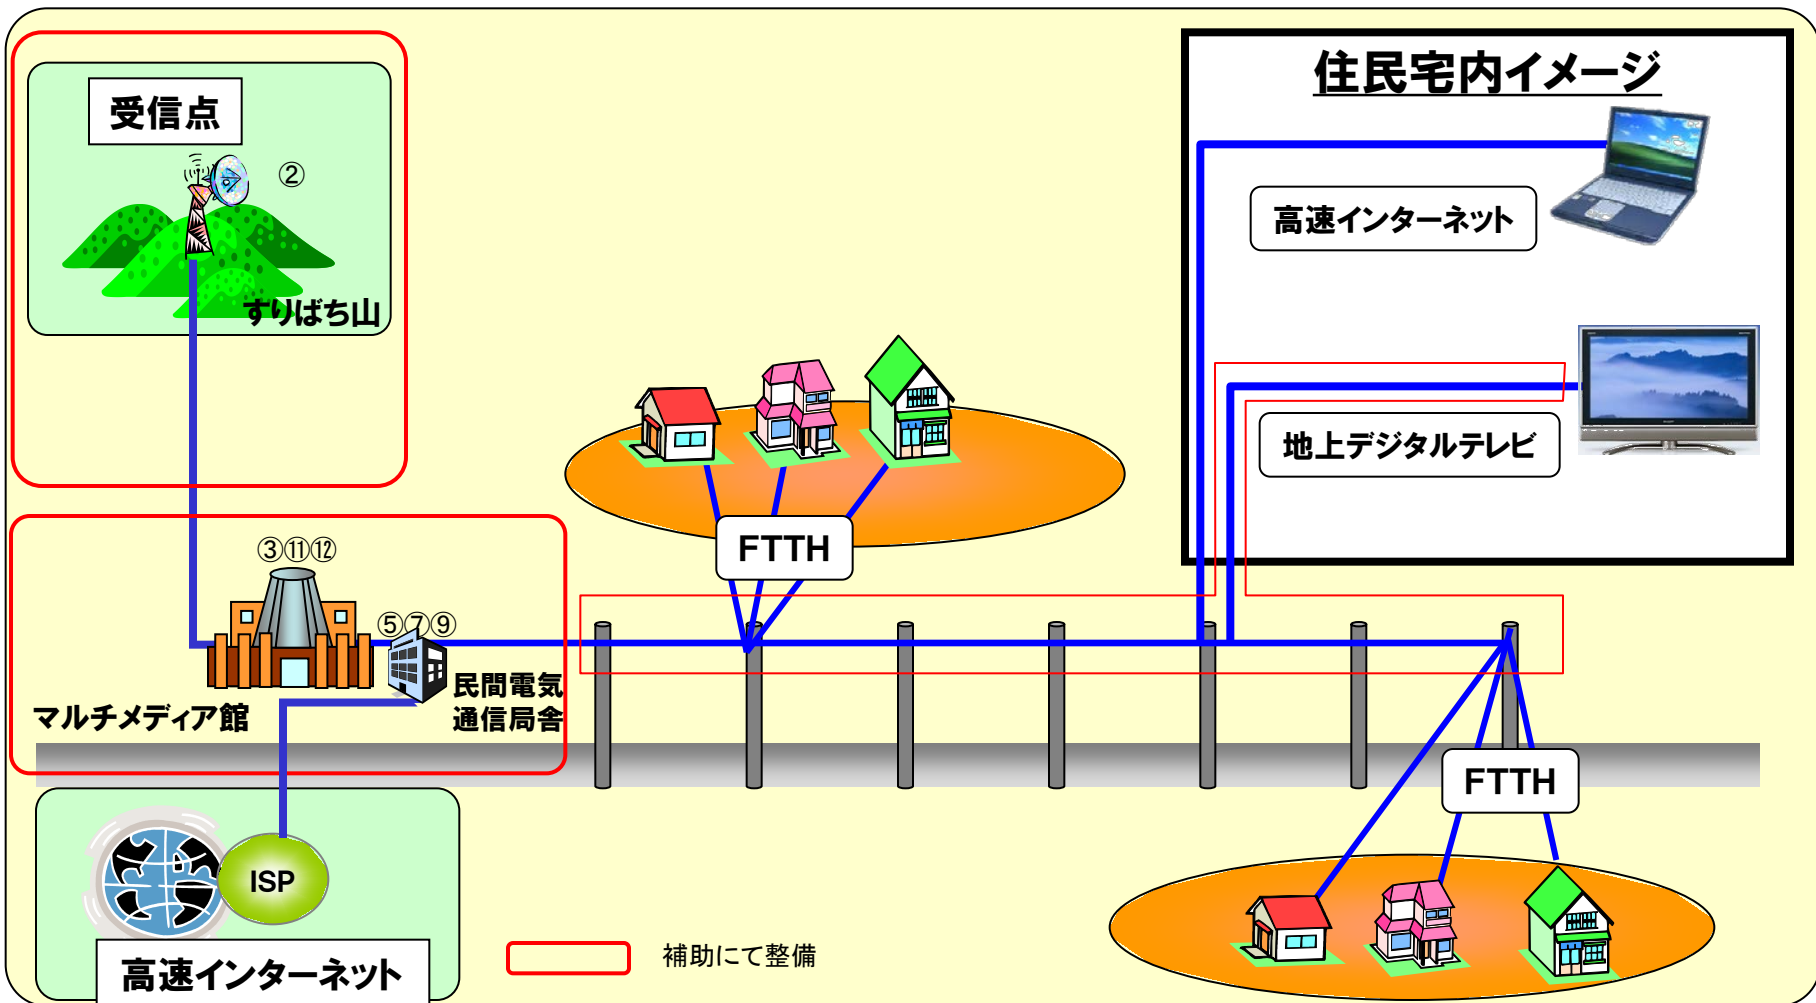 受信点
②
すりばち山
住民宅内イメージ
高速インターネット
地上デジタルテレビ
FTTH
③⑪⑫
⑤⑦⑨
マルチメディア館
民間電気
通信局舎
FTTH
ISP
高速インターネット
補助にて整備